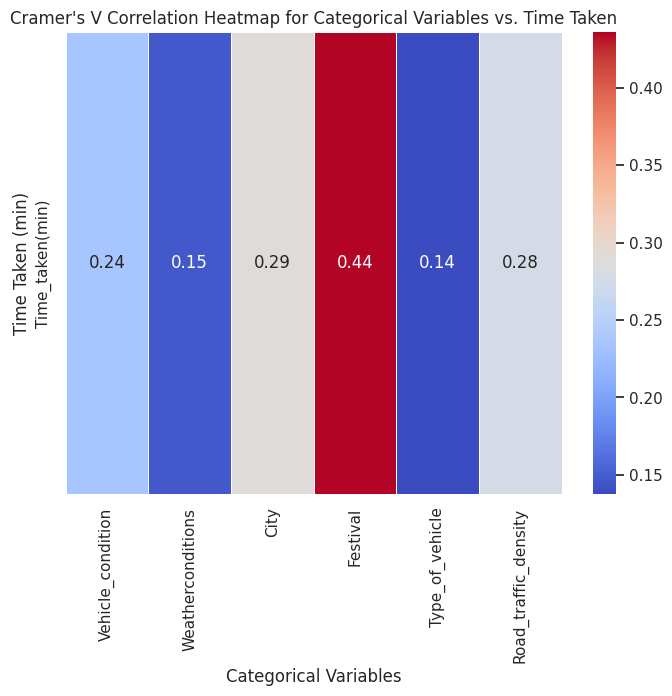 Cramer's V Correlation Heatmap for Categorical Variables vs. Time Taken
Time Taken (min)
Time_taken(min)
0.24
0.15
0.29
0.44
0.14
0.28
0.40
0.35
0.30
0.25
0.20
0.15
Vehicle_condition
Weatherconditions
City
Festival
Type_of_vehicle
Road_traffic_density
Categorical Variables